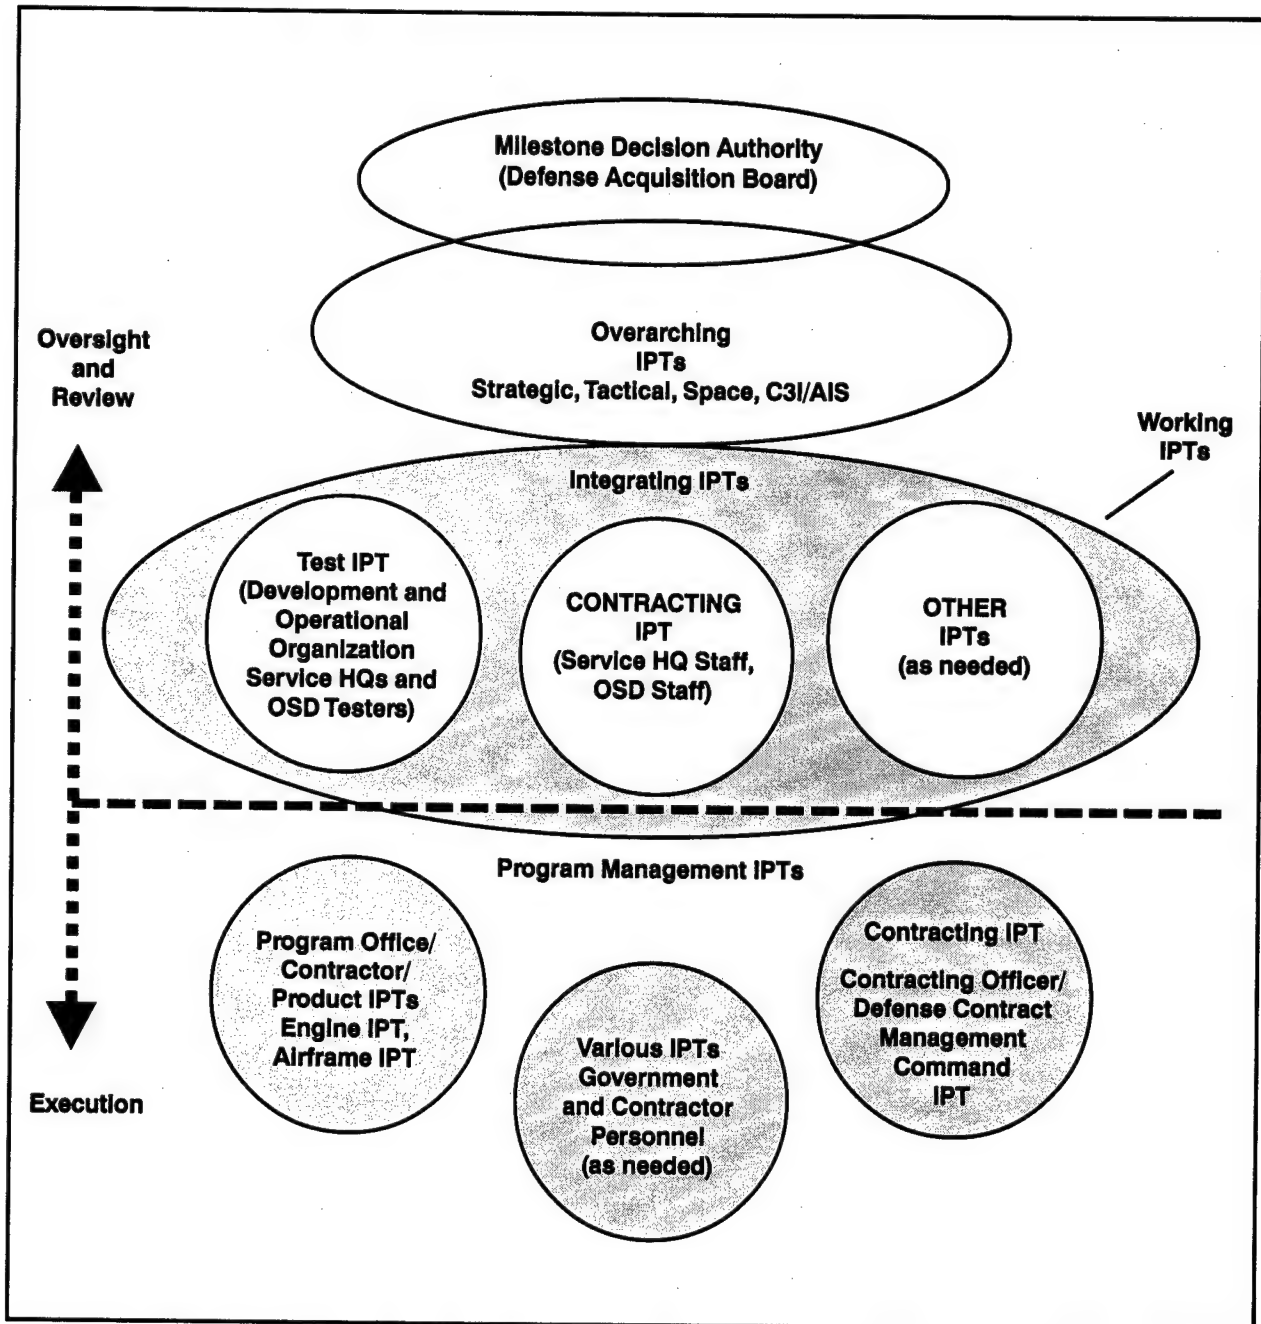 Milestone Decision Authority
(Defense Acquisition Board)
Overarching
IPTs
Strategic, Tactical, Space, C3I/AIS
Oversight
and
Review
Working
IPTs
Integrating IPTs
Test IPT
(Development and
Operational
Organization
Service HQs and
OSD Testers)
CONTRACTING
IPT
(Service HQ Staff,
OSD Staff)
OTHER
IPTs
(as needed)
Program Management IPTs
Program Office/
Contractor/
Product IPTs
Engine IPT,
Airframe IPT
Various IPTs
Government
and Contractor
Personnel
(as needed)
Contracting IPT
Contracting Officer/
Defense Contract
Management
Command
IPT
Execution